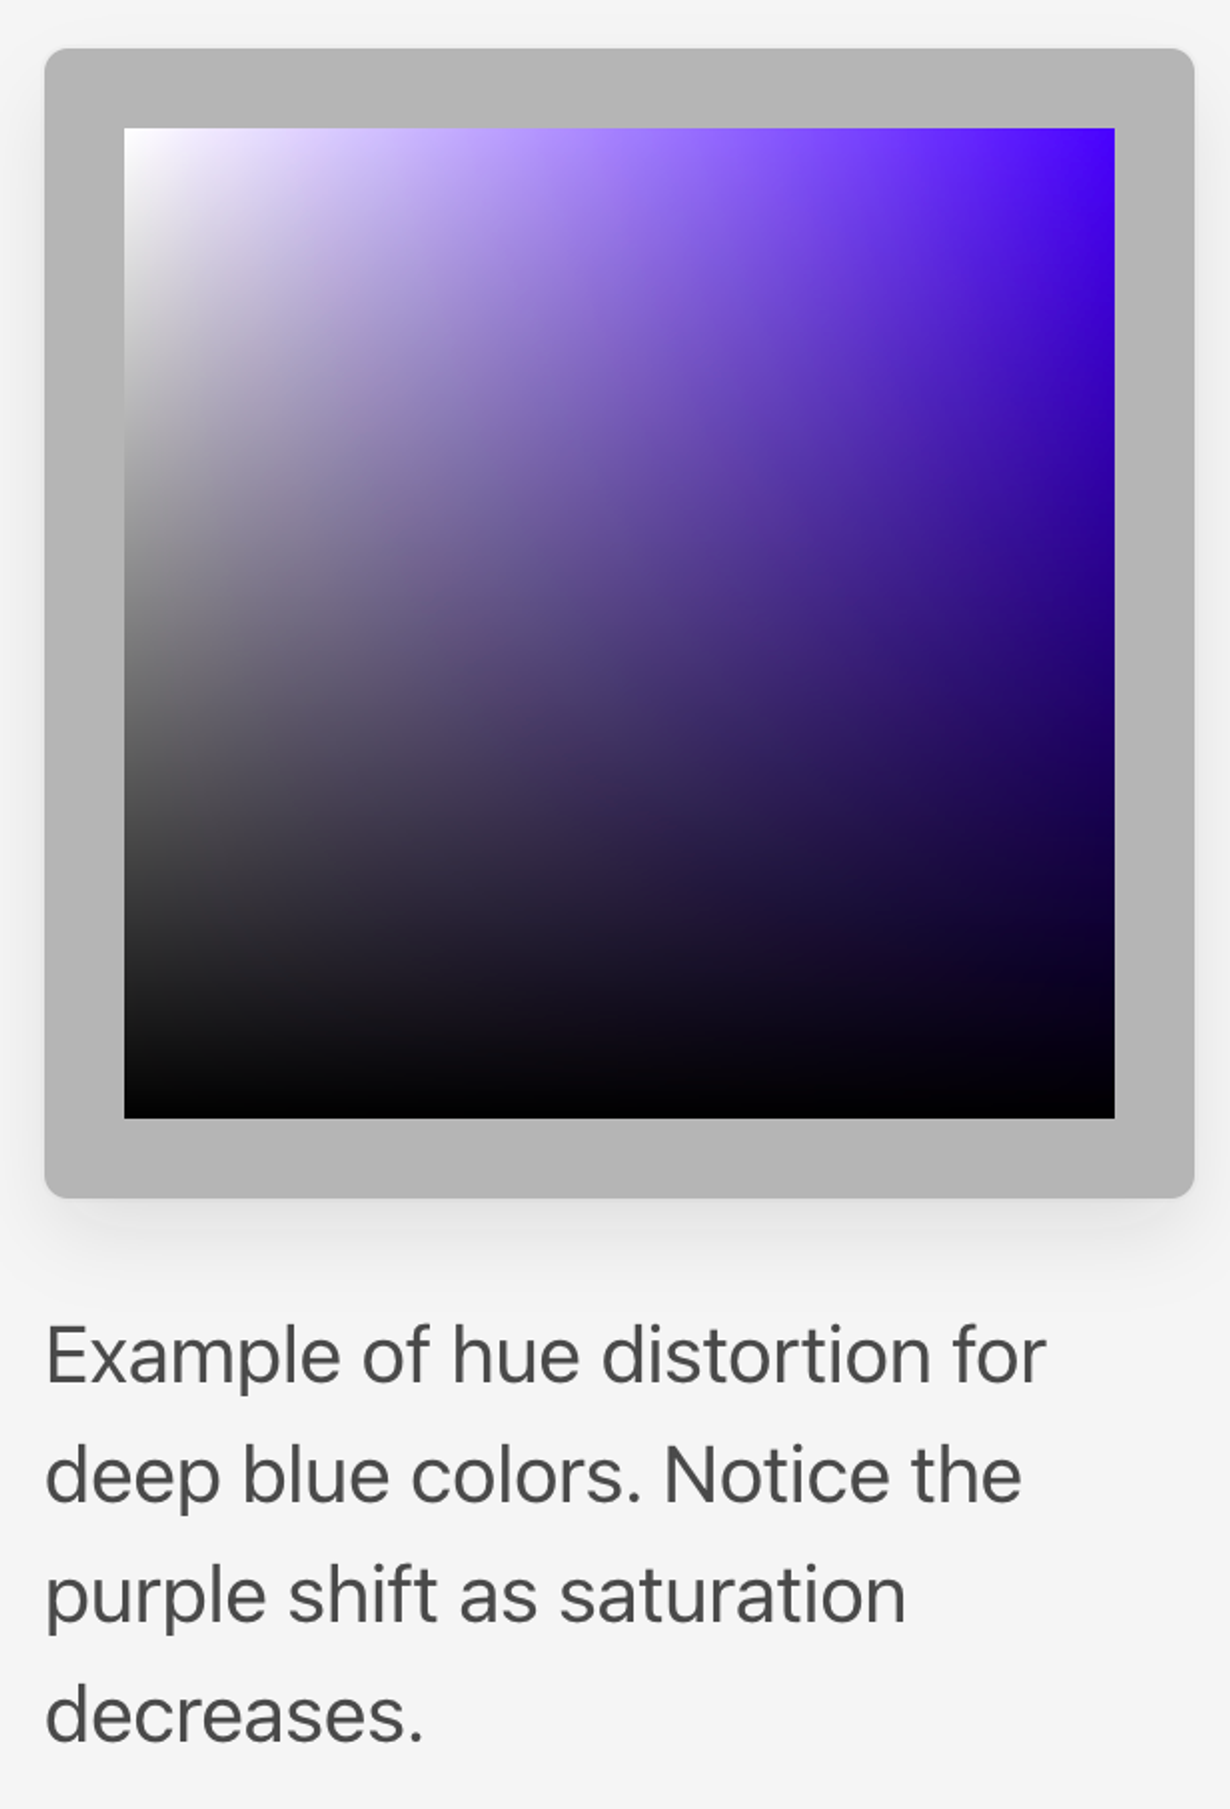 Example of hue distortion for
deep blue colors. Notice the
purple shift as saturation
decreases.